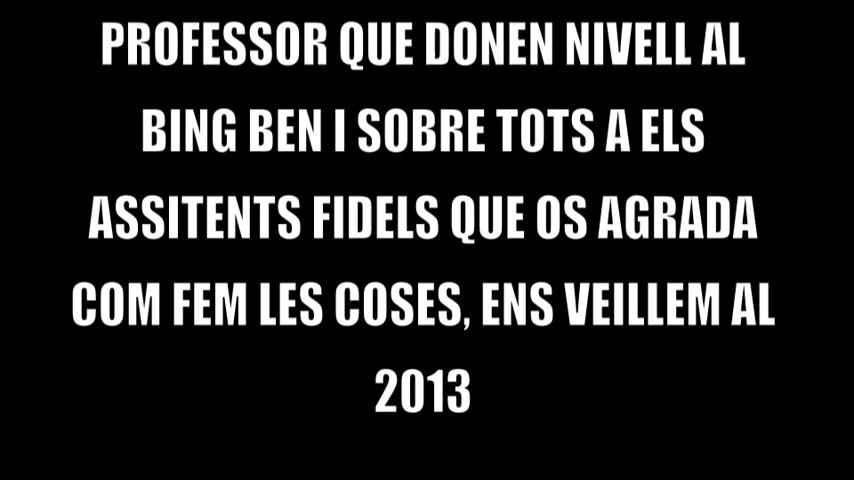 PROFESSOR QUE DONEN NIVELL AL
BING BEN I SOBRE TOTS A ELS
ASSITENTS FIDELS QUE OS AGRADA
COM FEM LES COSES, ENS VEILLEM AL
2013